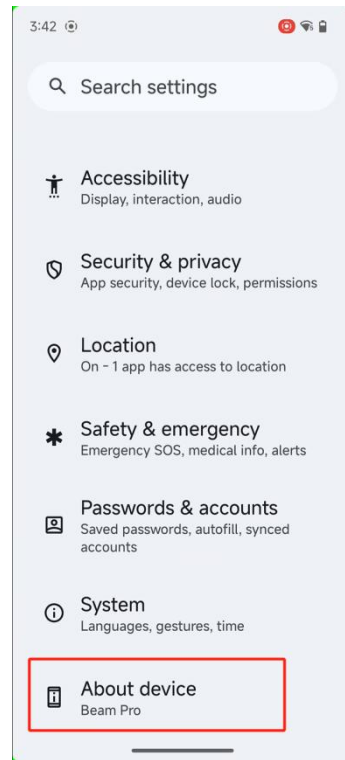 3:42
Search settings
Accessibility
Display, interaction, audio
Security & privacy
App security, device lock, permissions
Location
On - 1 app has access to location
Safety & emergency
Emergency SOS, medical info, alerts
Passwords & accounts
Saved passwords, autofill, synced
accounts
System
Languages, gestures, time
About device
Beam Pro